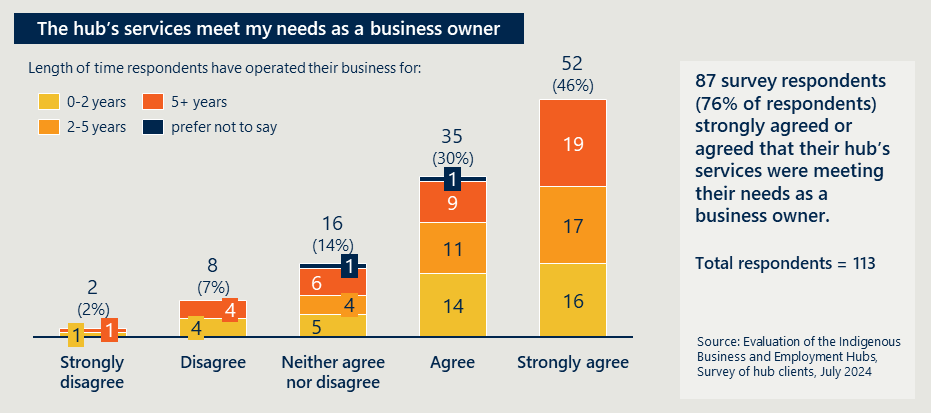 The hub's services meet my needs as a business owner
Length of time respondents have operated their business for:
0-2 years
5+ years
2-5 years
prefer not to say
2
(2%)
1
1
8
(7%)
4
4
16
(14%)
1
6
4
5
35
(30%)
1
9
11
14
52
(46%)
19
17
16
Strongly
disagree
Disagree
Neither agree
nor disagree
Agree
Strongly agree
87 survey respondents
(76% of respondents)
strongly agreed or
agreed that their hub's
services were meeting
their needs as a
business owner.
Total respondents = 113
Source: Evaluation of the Indigenous
Business and Employment Hubs,
Survey of hub clients, July 2024